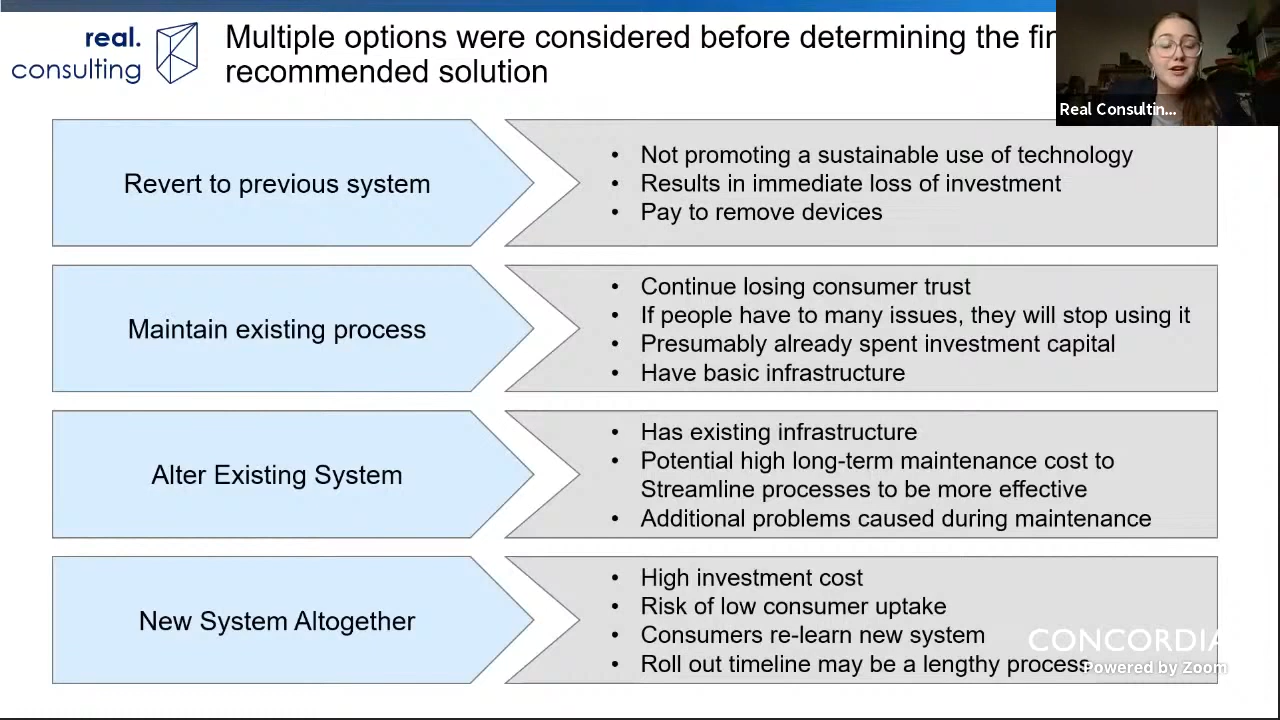 real.
consulting
Multiple options were considered before determining the
recommended solution
Real Consultin...
Revert to previous system
• Not promoting a sustainable use of technology
• Results in immediate loss of investment
• Pay to remove devices
Maintain existing process
• Continue losing consumer trust
• If people have to many issues, they will stop using it
• Presumably already spent investment capital
• Have basic infrastructure
Alter Existing System
• Has existing infrastructure
• Potential high long-term maintenance cost to
Streamline processes to be more effective
• Additional problems caused during maintenance
New System Altogether
• High investment cost
• Risk of low consumer uptake
• Consumers re-learn new system
• Roll out timeline may be a lengthy process
CONCORDIA
Powered by Zoom